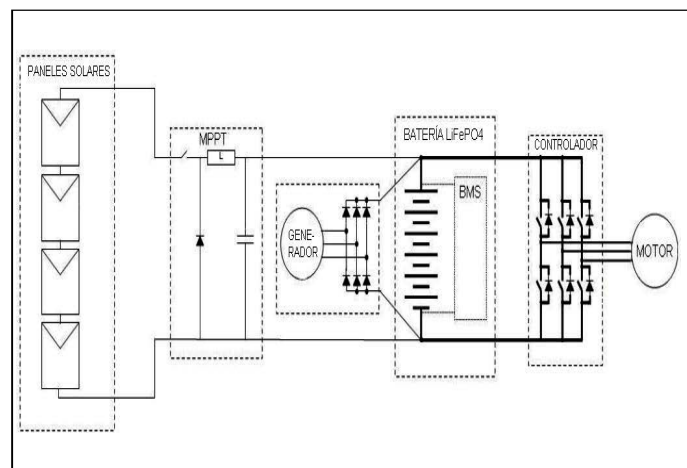 PANELES SOLARES
MPPT
L
GENE-
RADOR
BATERÍA LiFePO4
BMS
CONTROLADOR
MOTOR